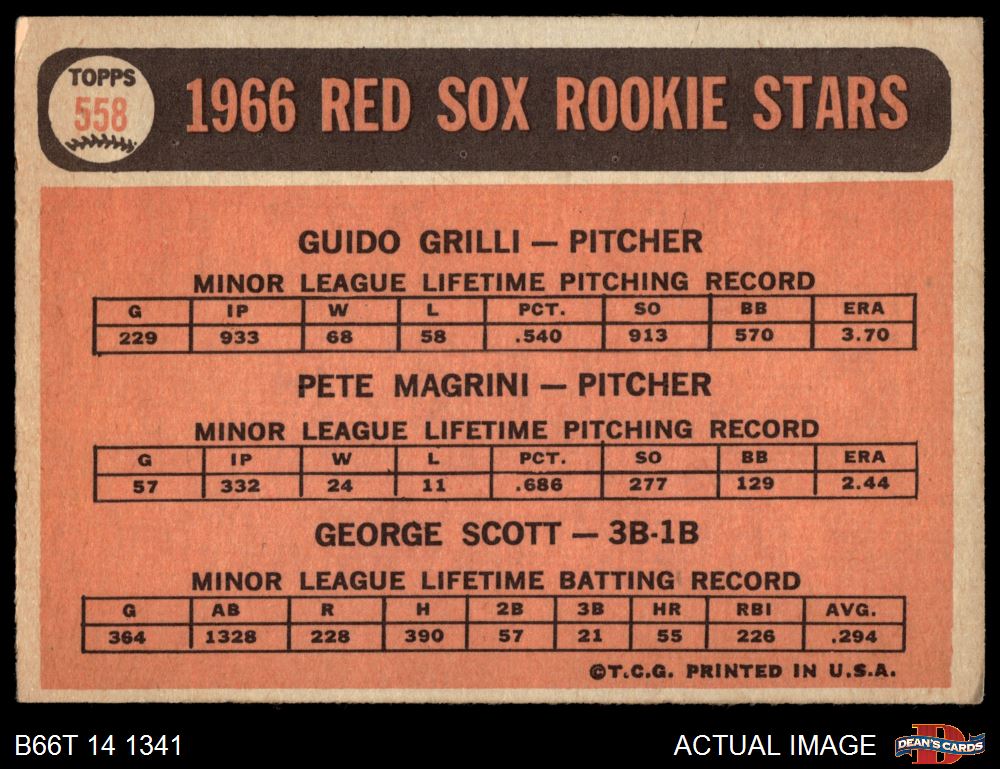 TOPPS
558
1966 RED SOX ROOKIE STARS
GUIDO GRILLI — PITCHER
MINOR LEAGUE LIFETIME PITCHING RECORD
G IP W L PCT. SO BB ERA
229 933 68 58 .540 913 570 3.70
PETE MAGRINI — PITCHER
MINOR LEAGUE LIFETIME PITCHING RECORD
G IP W L PCT. SO BB ERA
57 332 24 11 .686 277 129 2.44
GEORGE SCOTT — 3B-1B
MINOR LEAGUE LIFETIME BATTING RECORD
G AB R H 2B 3B HR RBI AVG.
364 1328 228 390 57 21 55 226 .294
©T.C.G. PRINTED IN U.S.A.
B66T 14 1341
ACTUAL IMAGE
D
DEAN'S CARDS